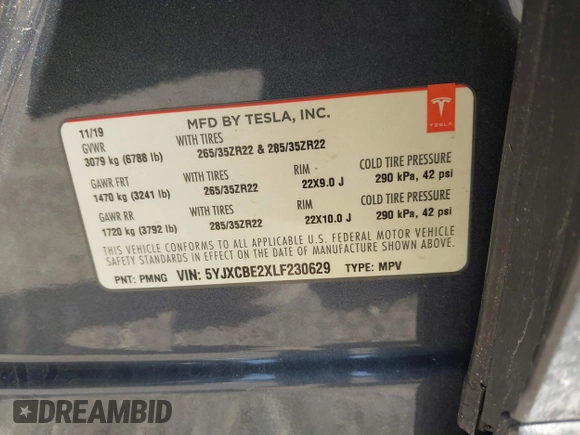 MFD BY TESLA, INC.
TESLA
11/19
GVWR WITH TIRES
3079 kg (6788 lb) 265/35ZR22 & 285/35ZR22
GAWR FRT WITH TIRES RIM COLD TIRE PRESSURE
1470 kg (3241 lb) 265/35ZR22 22X9.0 J 290 kPa, 42 psi
GAWR RR WITH TIRES RIM COLD TIRE PRESSURE
1720 kg (3792 lb) 285/35ZR22 22X10.0 J 290 kPa, 42 psi
THIS VEHICLE CONFORMS TO ALL APPLICABLE U.S. FEDERAL MOTOR VEHICLE
SAFETY STANDARDS IN EFFECT ON THE DATE OF MANUFACTURE SHOWN ABOVE.
PNT: PMNG VIN: 5YJXCBE2XLF230629 TYPE: MPV
DREAMBID